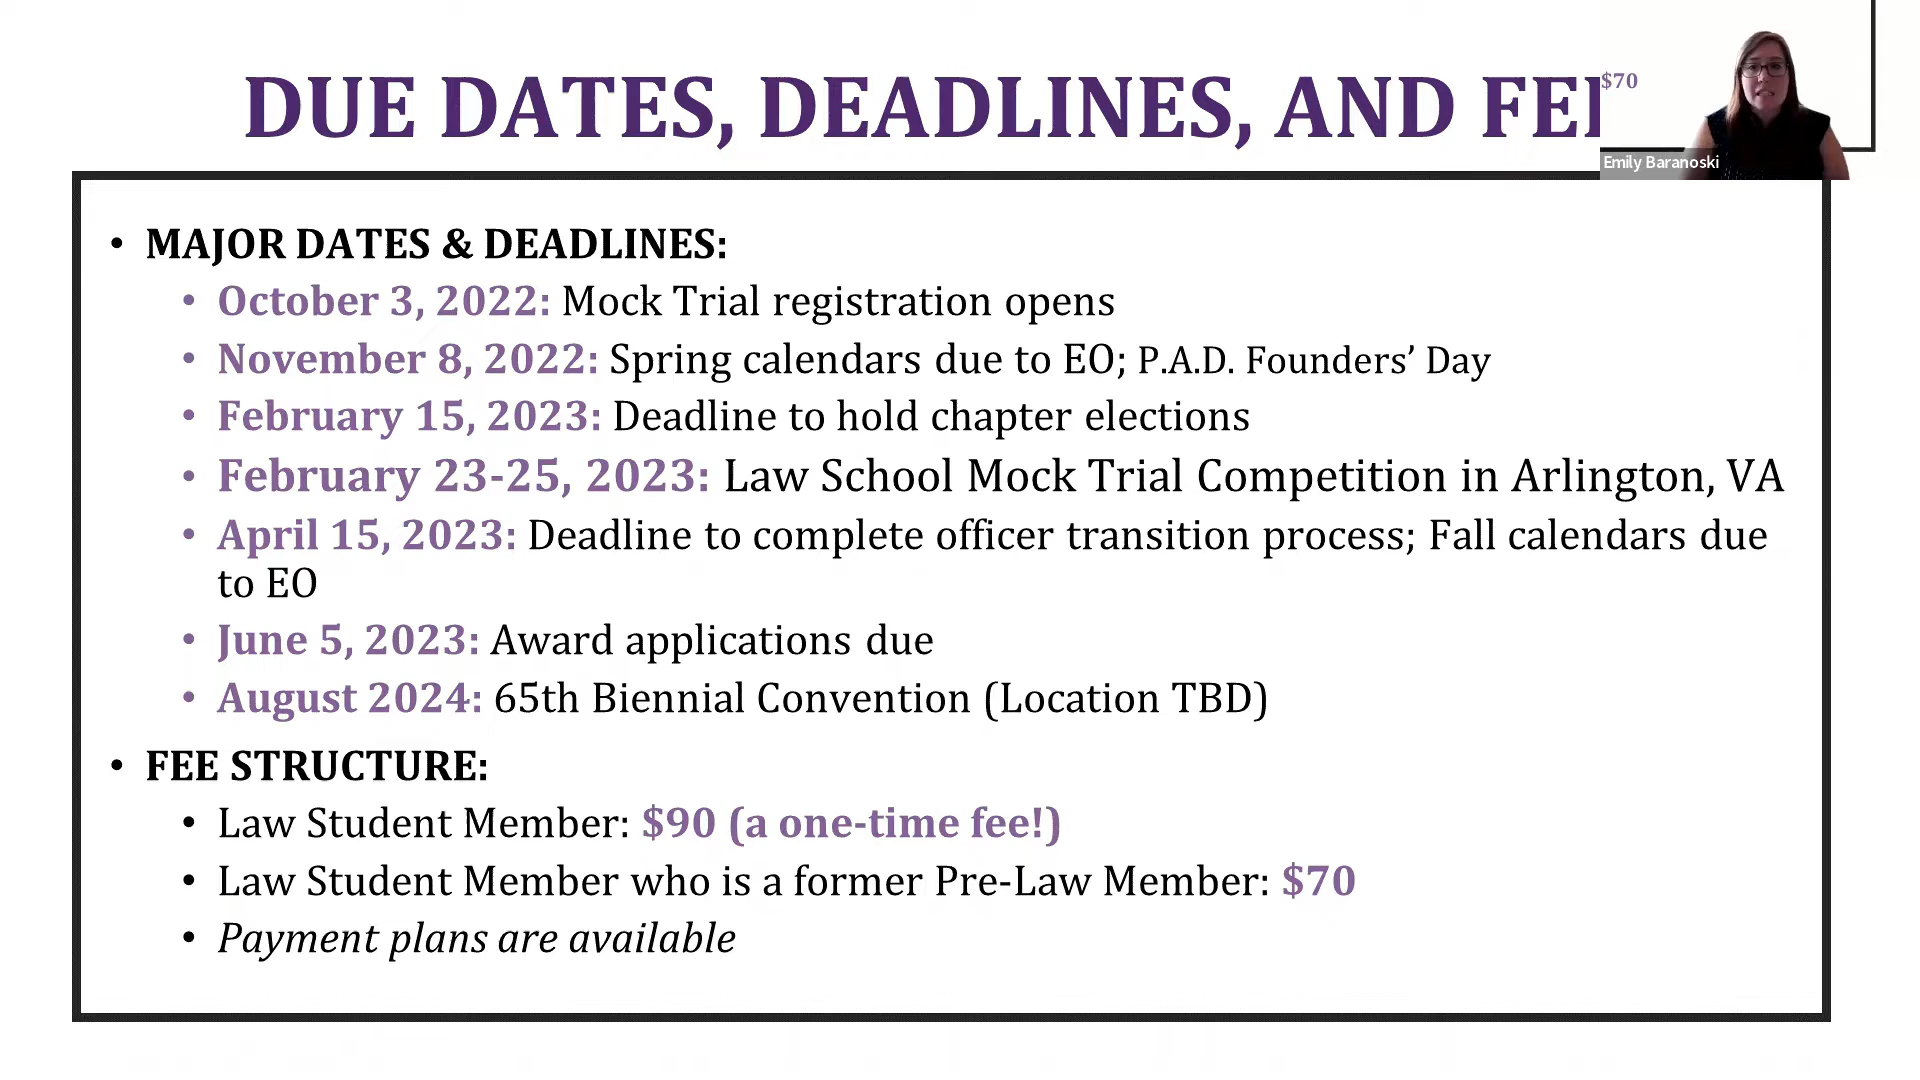 DUE DATES, DEADLINES, AND FE
$70
Emily Baranoski
• MAJOR DATES & DEADLINES:
• October 3, 2022: Mock Trial registration opens
• November 8, 2022: Spring calendars due to EO; P.A.D. Founders’ Day
• February 15, 2023: Deadline to hold chapter elections
• February 23-25, 2023: Law School Mock Trial Competition in Arlington, VA
• April 15, 2023: Deadline to complete officer transition process; Fall calendars due
to EO
• June 5, 2023: Award applications due
• August 2024: 65th Biennial Convention (Location TBD)
• FEE STRUCTURE:
• Law Student Member: $90 (a one-time fee!)
• Law Student Member who is a former Pre-Law Member: $70
• Payment plans are available